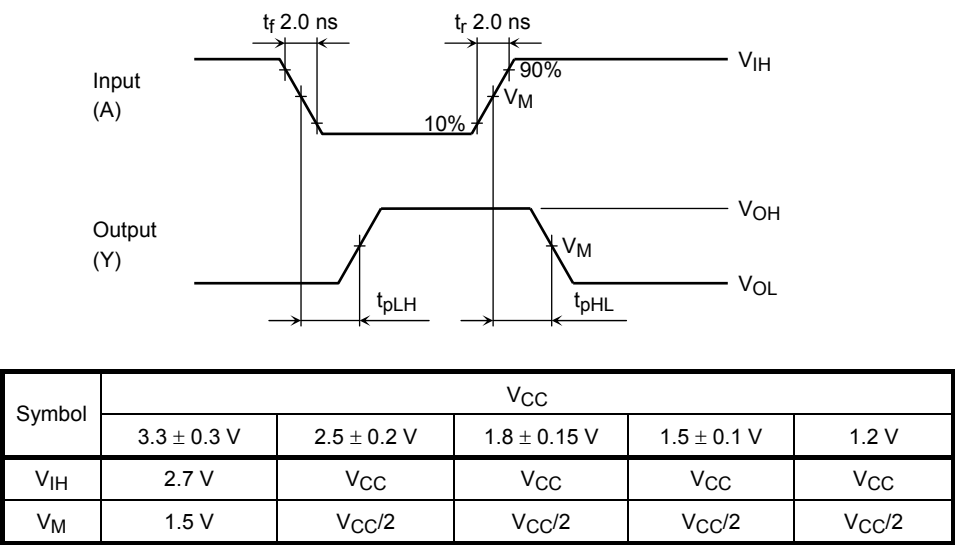 tf 2.0 ns
tr 2.0 ns
Input
(A)
VIH
90%
VM
10%
Output
(Y)
VOH
VM
VOL
tpLH
tpHL
Symbol
VCC
3.3 ± 0.3 V
2.5 ± 0.2 V
1.8 ± 0.15 V
1.5 ± 0.1 V
1.2 V
VIH
2.7 V
VCC
VCC
VCC
VCC
VM
1.5 V
VCC/2
VCC/2
VCC/2
VCC/2